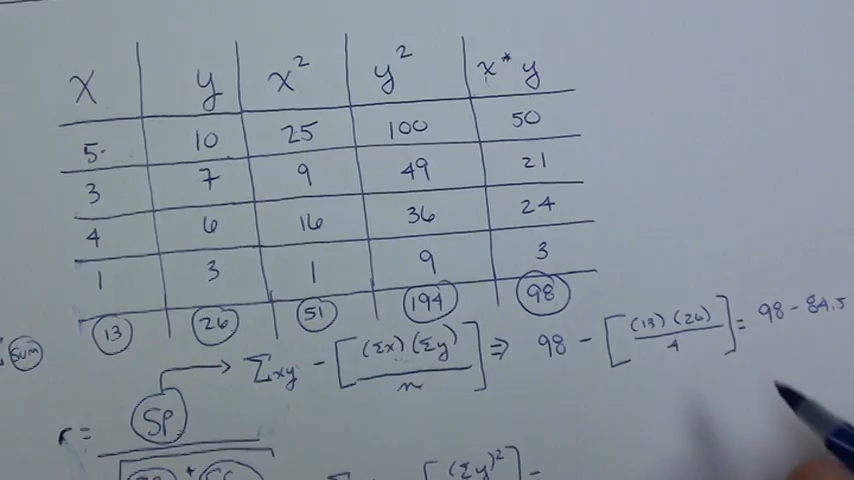 x y x² y² x*y
5 10 25 100 50
3 7 9 49 21
4 6 16 36 24
1 3 1 9 3
13 26 51 194 98
Sum
Σxy - [(Σx)(Σy)/n] ⇒ 98 - [(13)(26)/4] = 98 - 84.5
r = SP
[(Σy)²] =